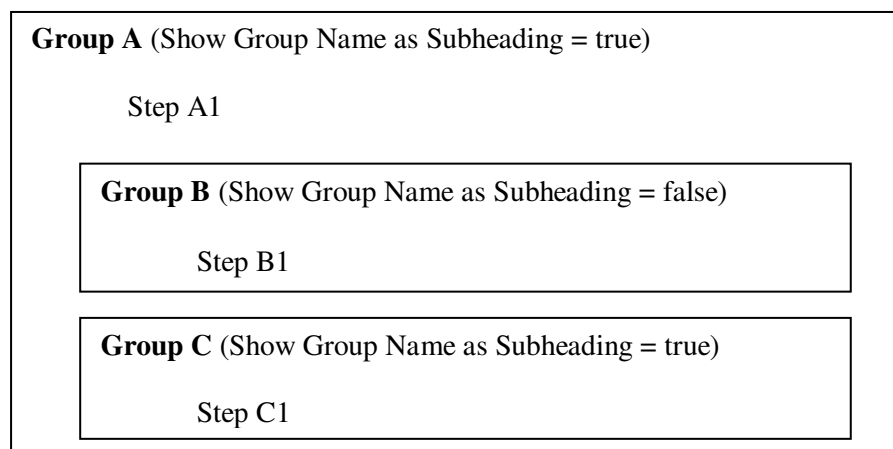 Group A (Show Group Name as Subheading = true)
Step A1
Group B (Show Group Name as Subheading = false)
Step B1
Group C (Show Group Name as Subheading = true)
Step C1